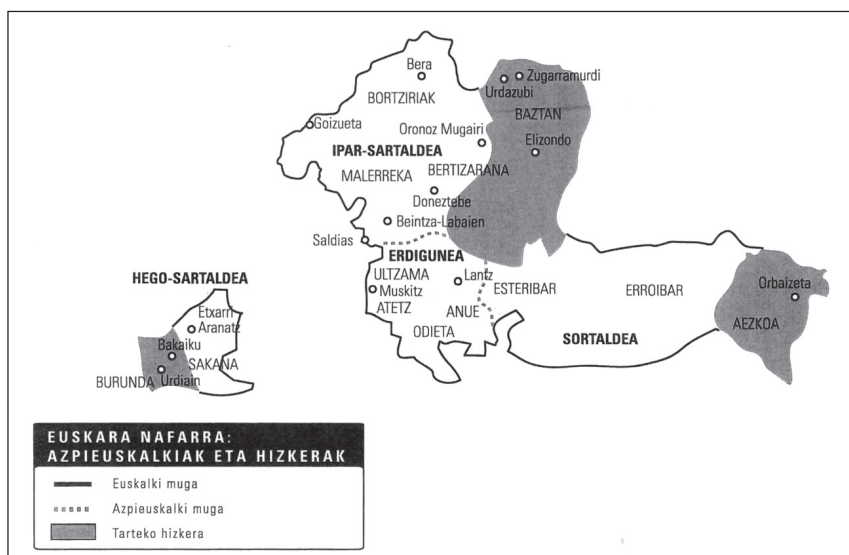 Bera
Zugarramurdi
Urdazubi
BORTZIRIAK
BAZTAN
Goizueta
Oronoz Mugairi
Elizondo
IPAR-SARTALDEA
MALERREKA
BERTIZARANA
Doneztebe
Beintza-Labaien
Saldias
ERDIGUNEA
HEGO-SARTALDEA
ULTZAMA
Lantz
ESTERIBAR
ERROIBAR
Orbaizeta
Muskitz
Etxarri
Aranatz
ATETZ
ANUE
AEZKOA
ODIETA
SORTALDEA
Bakaiku
SAKANA
BURUNDA
Urdiain
EUSKARA NAFARRA:
AZPIEUSKALKIAK ETA HIZKERAK
Euskalki muga
Azpieuskalki muga
Tarteko hizkera